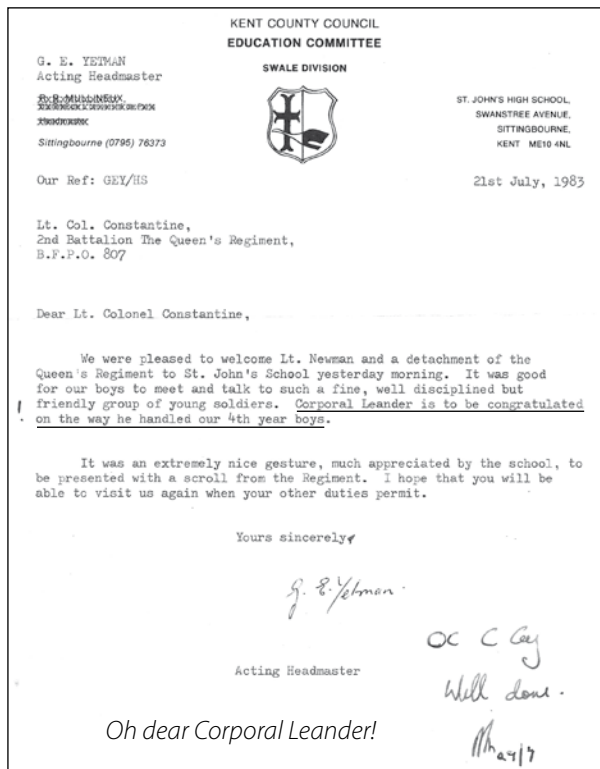 KENT COUNTY COUNCIL
EDUCATION COMMITTEE
SWALE DIVISION
G. E. YETMAN
Acting Headmaster
Sittingbourne (0795) 76373
ST. JOHN'S HIGH SCHOOL,
SWANSTREE AVENUE,
SITTINGBOURNE,
KENT ME10 4NL
Our Ref: GEY/HS
21st July, 1983
Lt. Col. Constantine,
2nd Battalion The Queen's Regiment,
B.F.P.O. 807
Dear Lt. Colonel Constantine,
We were pleased to welcome Lt. Newman and a detachment of the
Queen's Regiment to St. John's School yesterday morning. It was good
for our boys to meet and talk to such a fine, well disciplined but
friendly group of young soldiers. Corporal Leander is to be congratulated
on the way he handled our 4th year boys.
It was an extremely nice gesture, much appreciated by the school, to
be presented with a scroll from the Regiment. I hope that you will be
able to visit us again when your other duties permit.
Yours sincerely,
G. E. Yetman.
Acting Headmaster
OC C Coy
Well done.
29/7
Oh dear Corporal Leander!